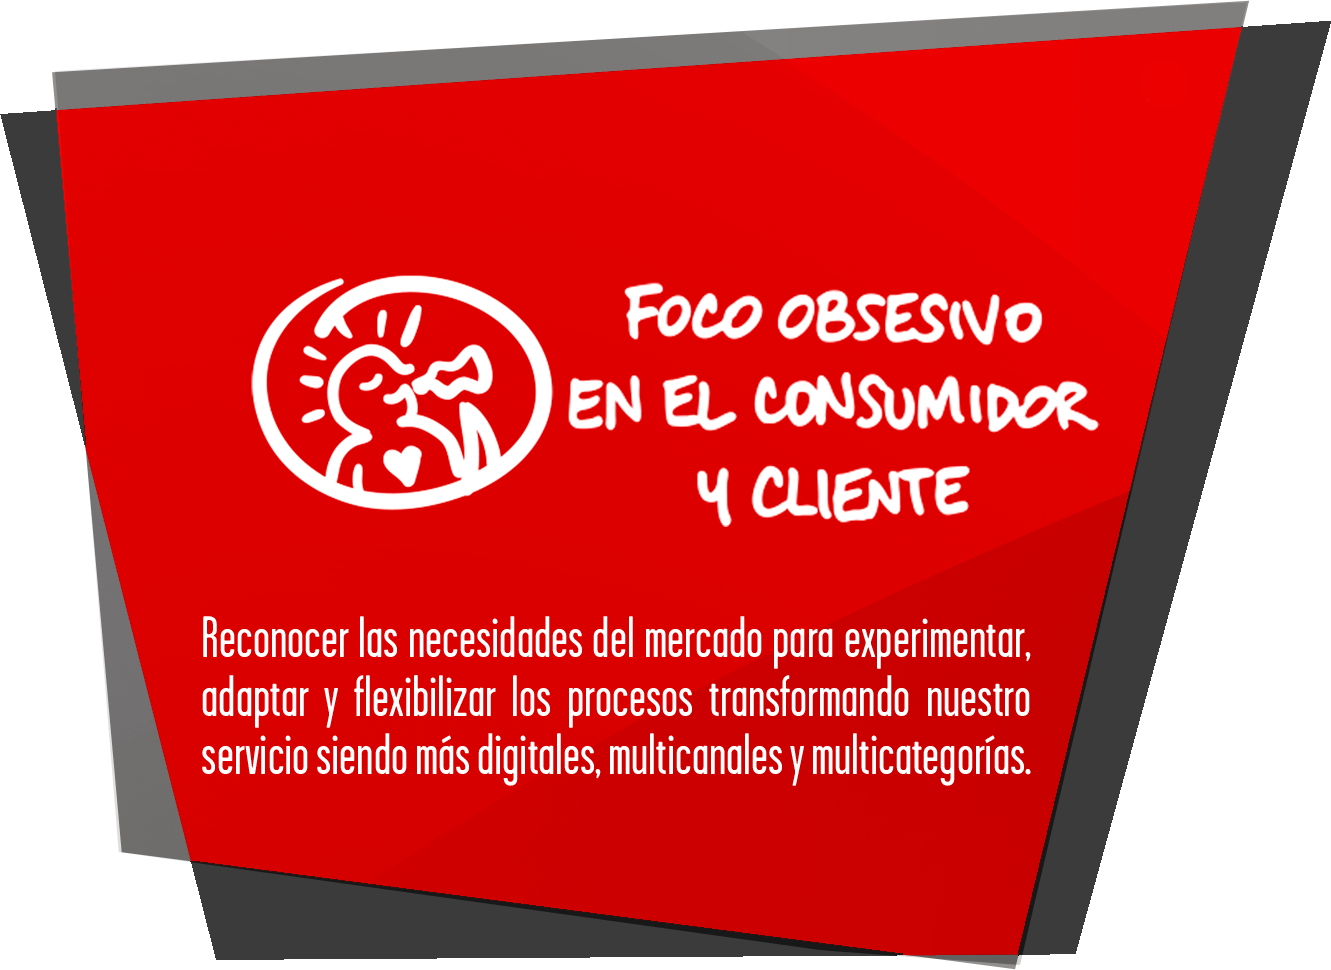 FOCO OBSESIVO
EN EL CONSUMIDOR
Y CLIENTE
Reconocer las necesidades del mercado para experimentar,
adaptar y flexibilizar los procesos transformando nuestro
servicio siendo más digitales, multicanales y multicategorías.